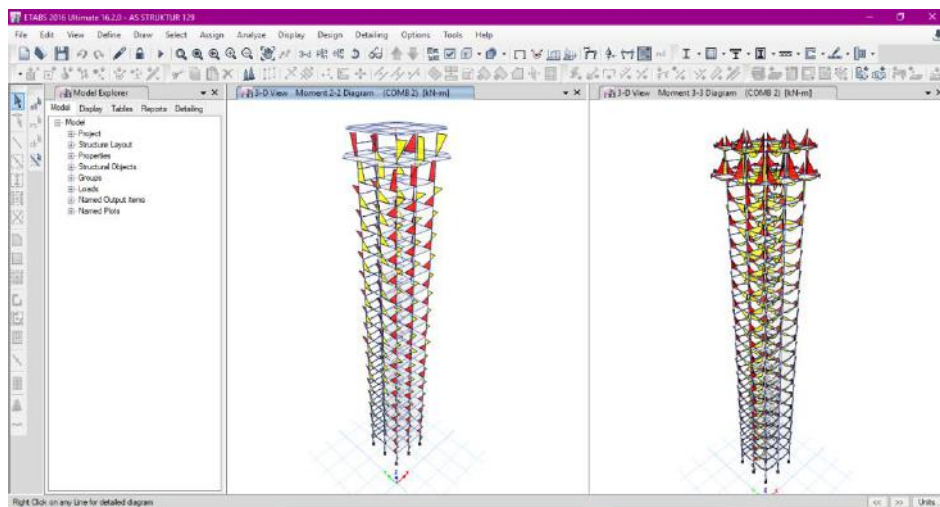 ETABS 2016 Ultimate 16.2.0 - AS STRUKTUR 129
File Edit View Define Draw Select Assign Analyze Display Design Detailing Options Tools Help
Model Explorer
Model Display Tables Reports Detailing
Model
Project
Structure Layout
Properties
Structural Objects
Groups
Loads
Named Output Items
Named Plots
3-D View Moment 2-2 Diagram (COMB 2) [kN-m]
3-D View Moment 3-3 Diagram (COMB 2) [kN-m]
Right Click on any Line for detailed diagram
<< >> Units...